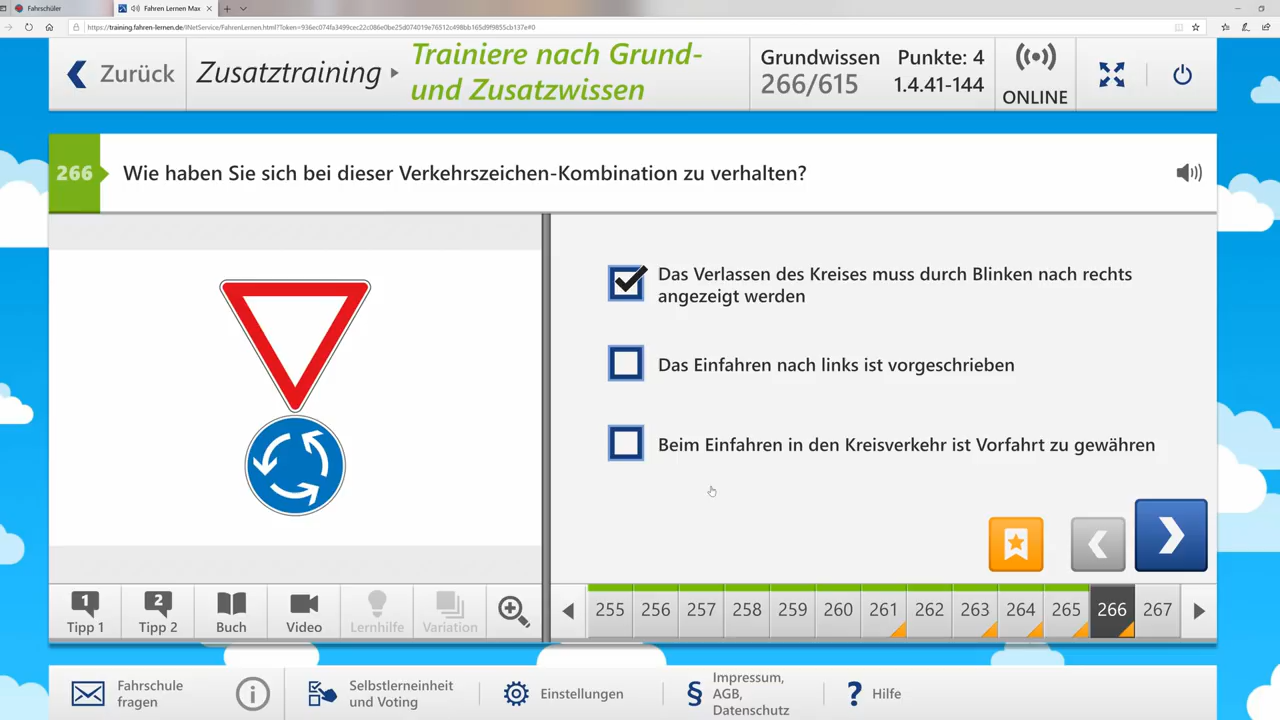 Fahrschüler
Fahren Lernen Max
https://training.fahren-lernen.de/INetService/FahrenLernen.html?Token=936ec074fa3499cec22c086e0be25d074019e76512c498bb165d9f9855cb137e#0
Zurück
Zusatztraining
Trainiere nach Grund-
und Zusatzwissen
Grundwissen
266/615
Punkte: 4
1.4.41-144
ONLINE
266
Wie haben Sie sich bei dieser Verkehrszeichen-Kombination zu verhalten?
Das Verlassen des Kreises muss durch Blinken nach rechts
angezeigt werden
Das Einfahren nach links ist vorgeschrieben
Beim Einfahren in den Kreisverkehr ist Vorfahrt zu gewähren
1
Tipp 1
2
Tipp 2
Buch
Video
Lernhilfe
Variation
255 256 257 258 259 260 261 262 263 264 265 266 267
Fahrschule
fragen
Selbstlerneinheit
und Voting
Einstellungen
§
Impressum,
AGB,
Datenschutz
?
Hilfe